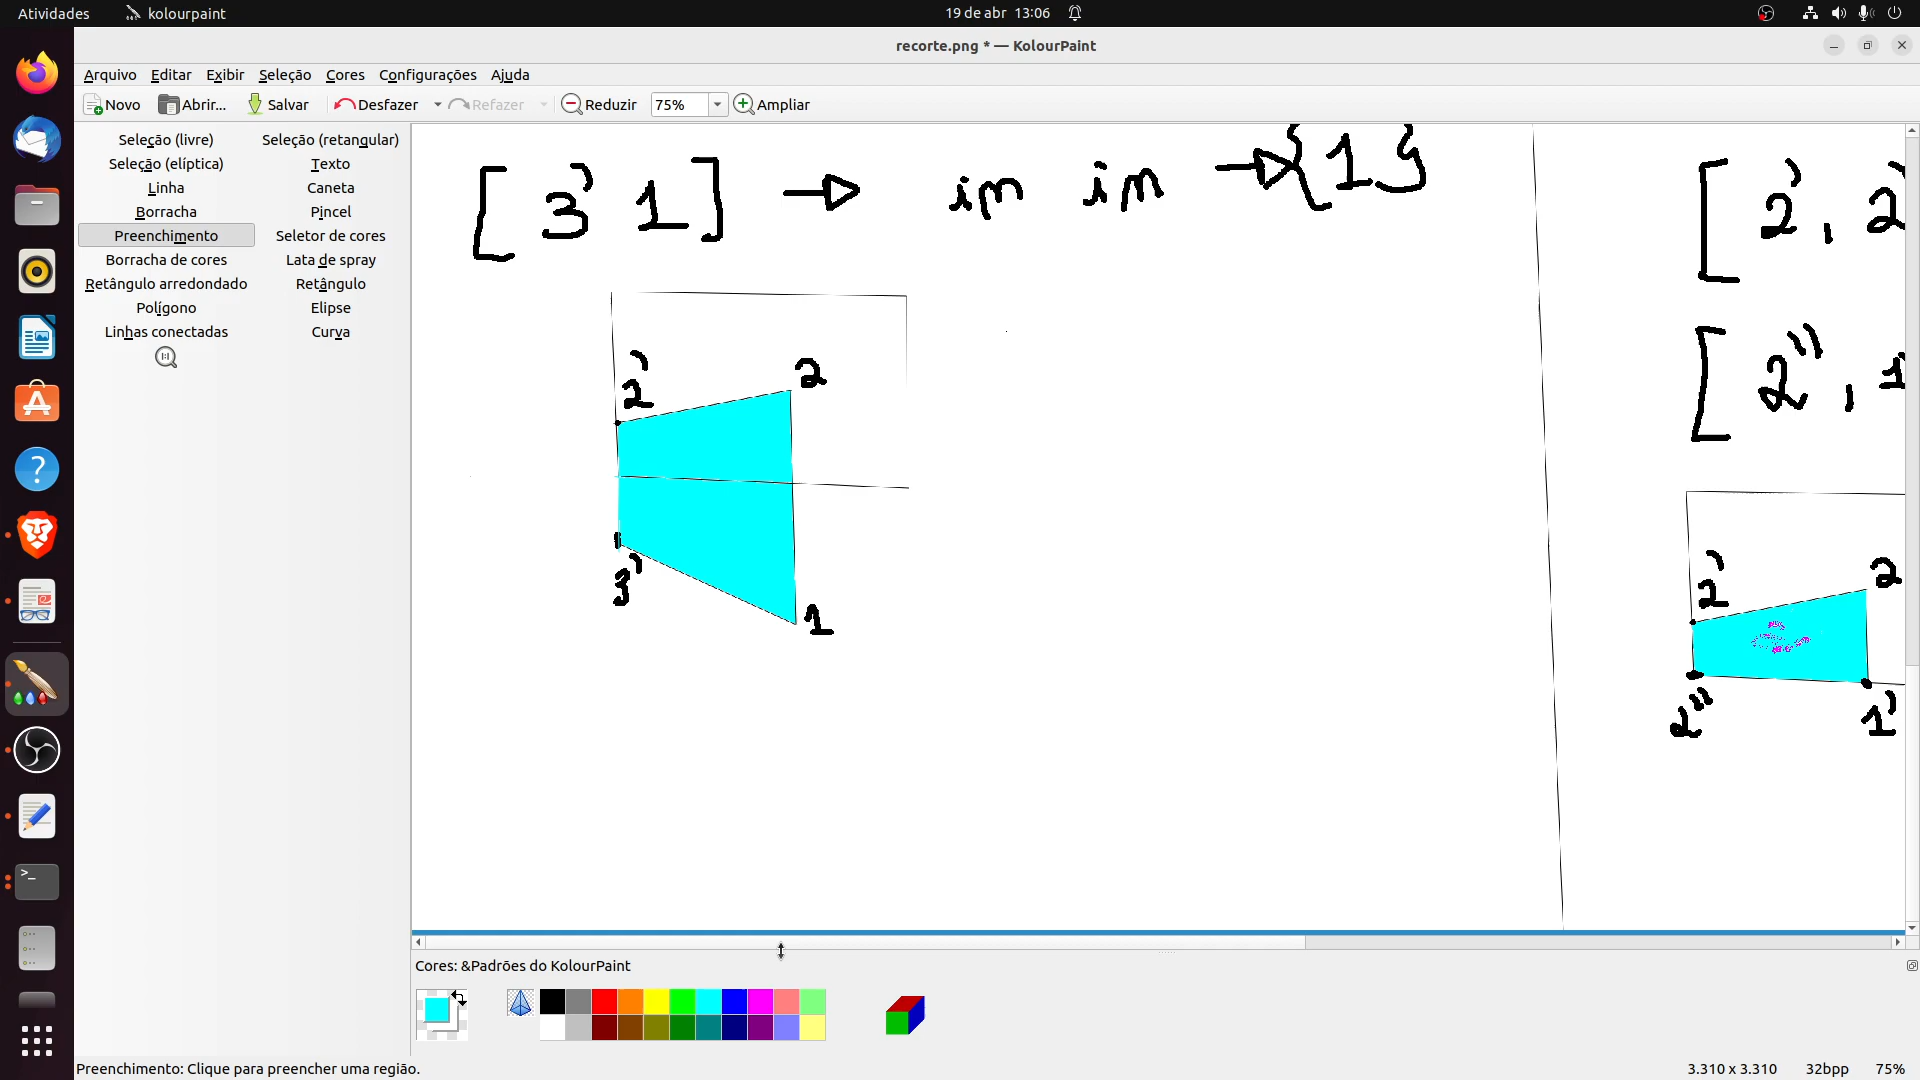 Atividades kolourpaint 19 de abr 13:06
recorte.png * — KolourPaint
Arquivo Editar Exibir Seleção Cores Configurações Ajuda
Novo Abrir... Salvar Desfazer Refazer Reduzir 75% Ampliar
Seleção (livre) Seleção (retangular)
Seleção (elíptica) Texto
Linha Caneta
Borracha Pincel
Preenchimento Seletor de cores
Borracha de cores Lata de spray
Retângulo arredondado Retângulo
Polígono Elipse
Linhas conectadas Curva
[3' 1] → in in → {1}
[2', 2'
2' 2
3' 1
[2'', 1'
2' 2
2'' 1'
Cores: &Padrões do KolourPaint
Preenchimento: Clique para preencher uma região. 3.310 x 3.310 32bpp 75%